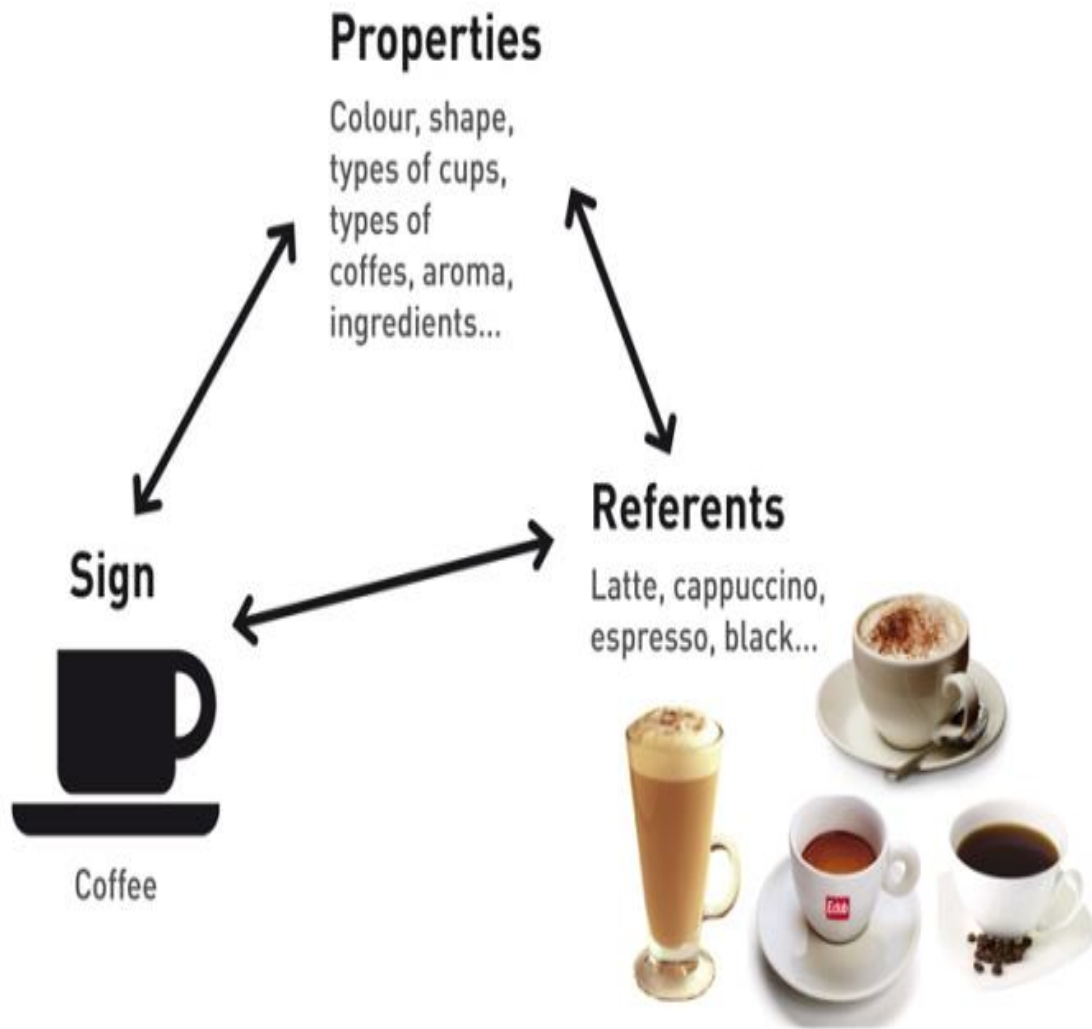 Properties
Colour, shape,
types of cups,
types of
coffes, aroma,
ingredients...
Referents
Latte, cappuccino,
espresso, black...
Sign
Coffee